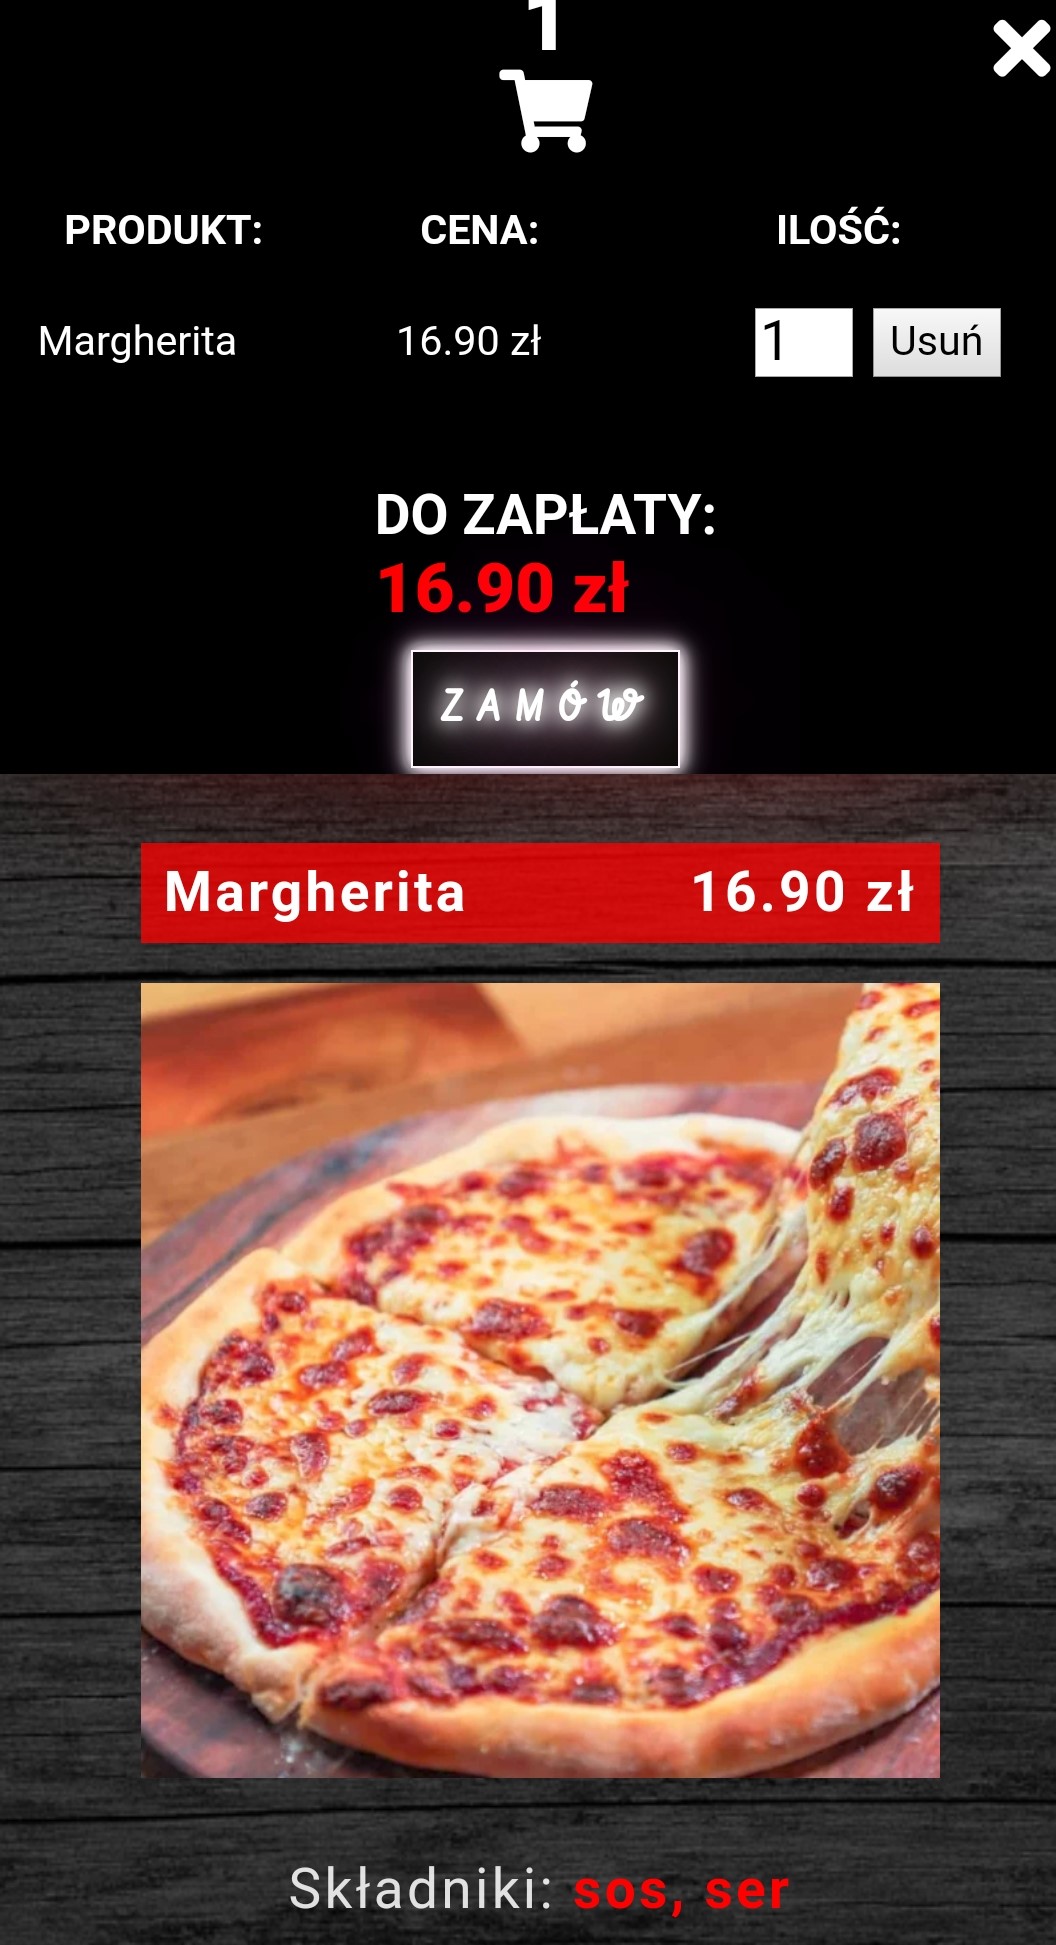 1
PRODUKT: CENA: ILOŚĆ:
Margherita 16.90 zł 1 Usuń
DO ZAPŁATY:
16.90 zł
ZAMÓW
Margherita 16.90 zł
Składniki: sos, ser